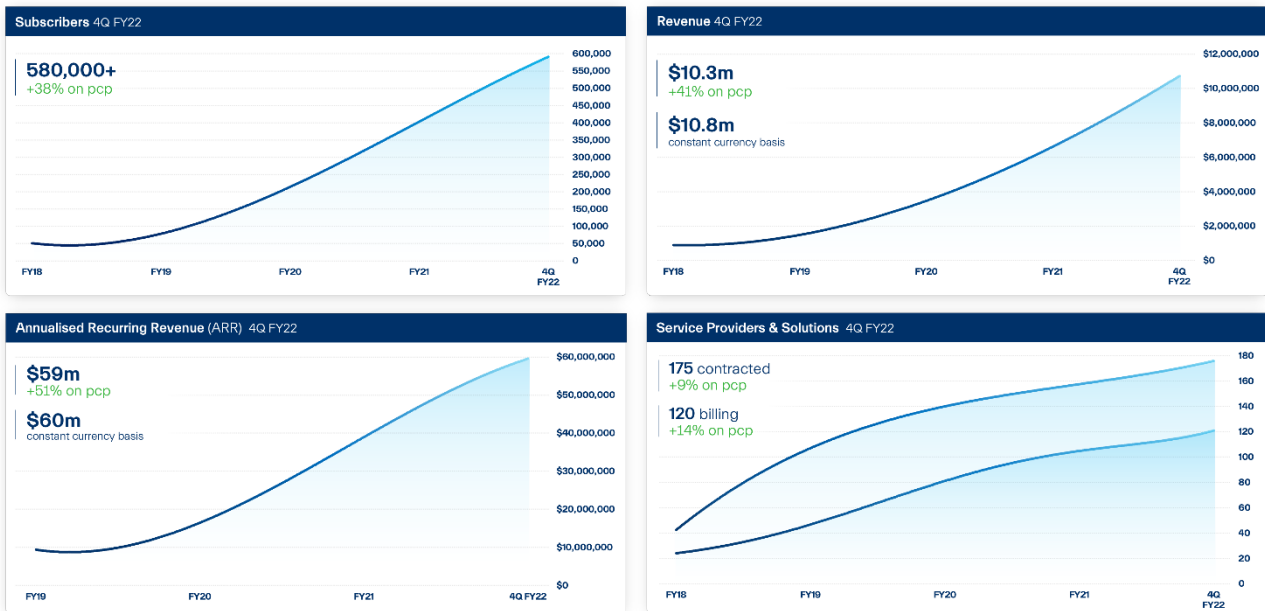 Subscribers 4Q FY22
580,000+
+38% on pcp
600,000
550,000
500,000
450,000
400,000
350,000
300,000
250,000
200,000
150,000
100,000
50,000
0
FY18 FY19 FY20 FY21 4Q
FY22
Revenue 4Q FY22
$10.3m
+41% on pcp
$10.8m
constant currency basis
$12,000,000
$10,000,000
$8,000,000
$6,000,000
$4,000,000
$2,000,000
$0
FY18 FY19 FY20 FY21 4Q
FY22
Annualised Recurring Revenue (ARR) 4Q FY22
$59m
+51% on pcp
$60m
constant currency basis
$60,000,000
$50,000,000
$40,000,000
$30,000,000
$20,000,000
$10,000,000
$0
FY19 FY20 FY21 4Q FY22
Service Providers & Solutions 4Q FY22
175 contracted
+9% on pcp
120 billing
+14% on pcp
180
160
140
120
100
80
60
40
20
0
FY18 FY19 FY20 FY21 4Q
FY22